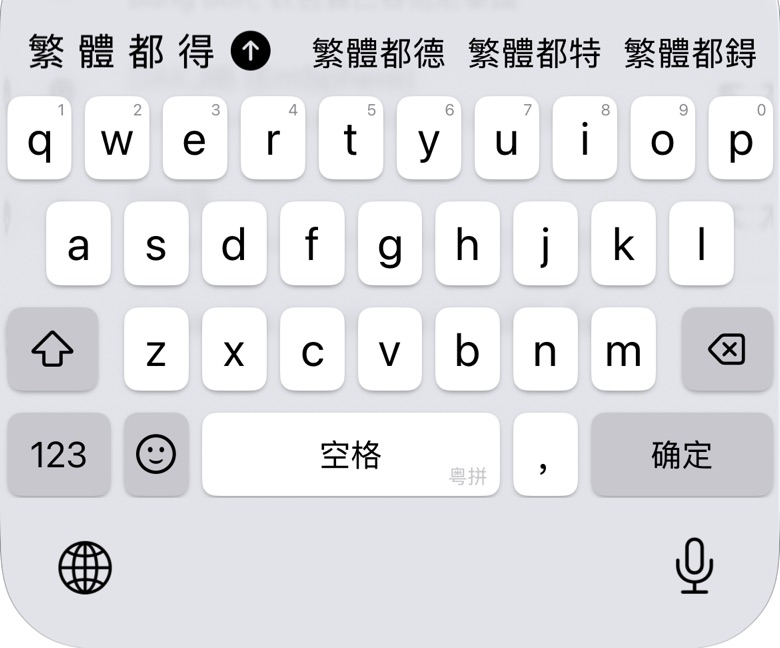 繁 體 都 得 繁體都德 繁體都特 繁體都鍀
1 2 3 4 5 6 7 8 9 0
q w e r t y u i o p
a s d f g h j k l
z x c v b n m
123 空格 粤拼 , 确定